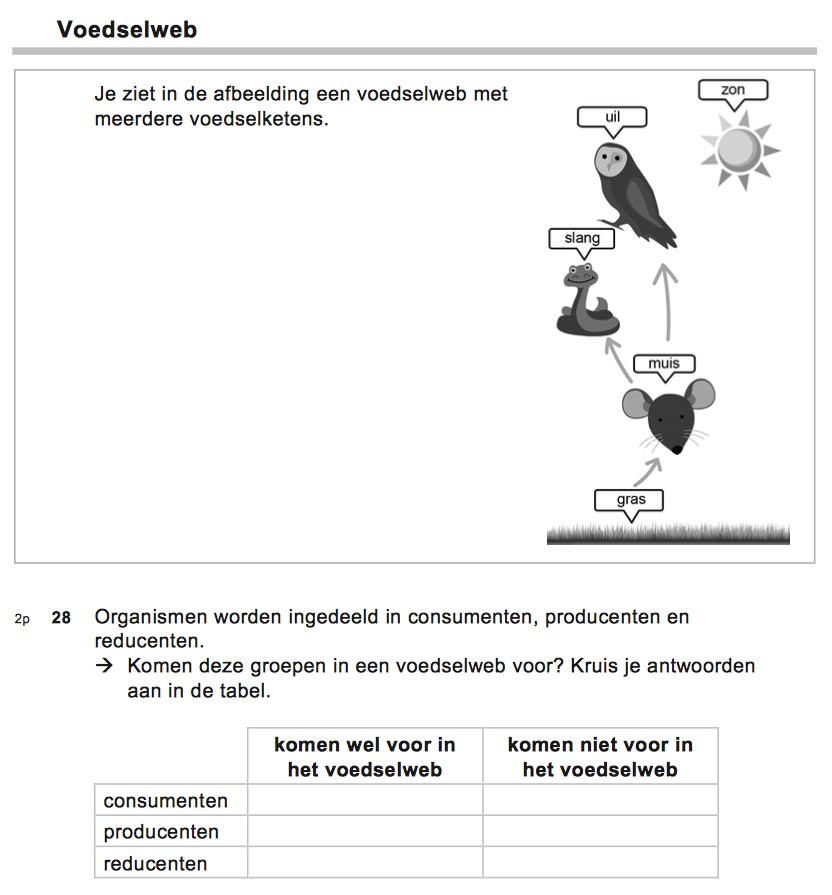 Voedselweb
Je ziet in de afbeelding een voedselweb met
meerdere voedselketens.
zon
uil
slang
muis
gras
2p 28 Organismen worden ingedeeld in consumenten, producenten en
reducenten.
→ Komen deze groepen in een voedselweb voor? Kruis je antwoorden
aan in de tabel.
komen wel voor in
het voedselweb
komen niet voor in
het voedselweb
consumenten
producenten
reducenten